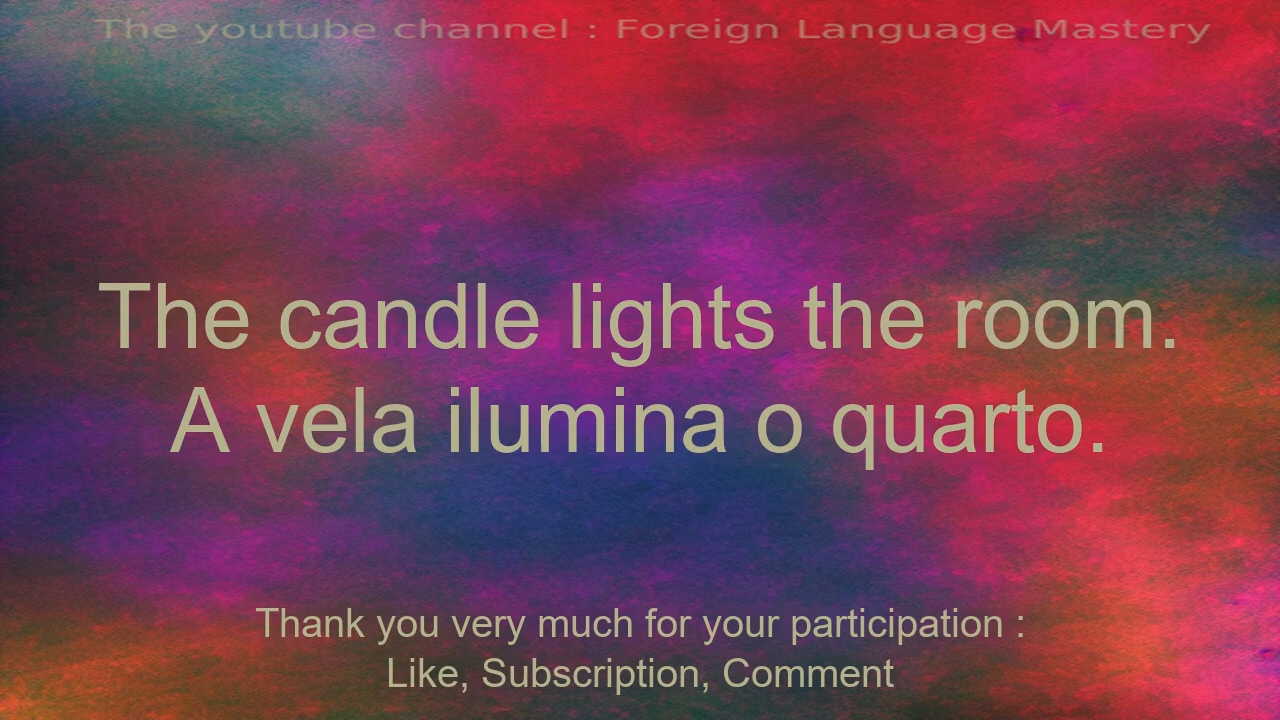 The youtube channel : Foreign Language Mastery
The candle lights the room.
A vela ilumina o quarto.
Thank you very much for your participation :
Like, Subscription, Comment